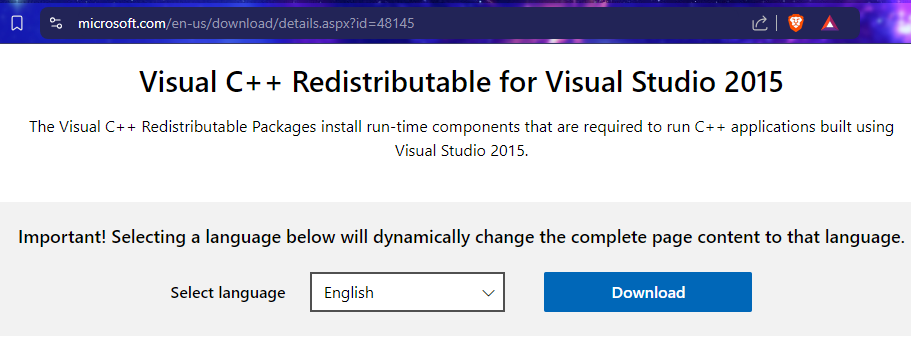 microsoft.com/en-us/download/details.aspx?id=48145
Visual C++ Redistributable for Visual Studio 2015
The Visual C++ Redistributable Packages install run-time components that are required to run C++ applications built using
Visual Studio 2015.
Important! Selecting a language below will dynamically change the complete page content to that language.
Select language English Download